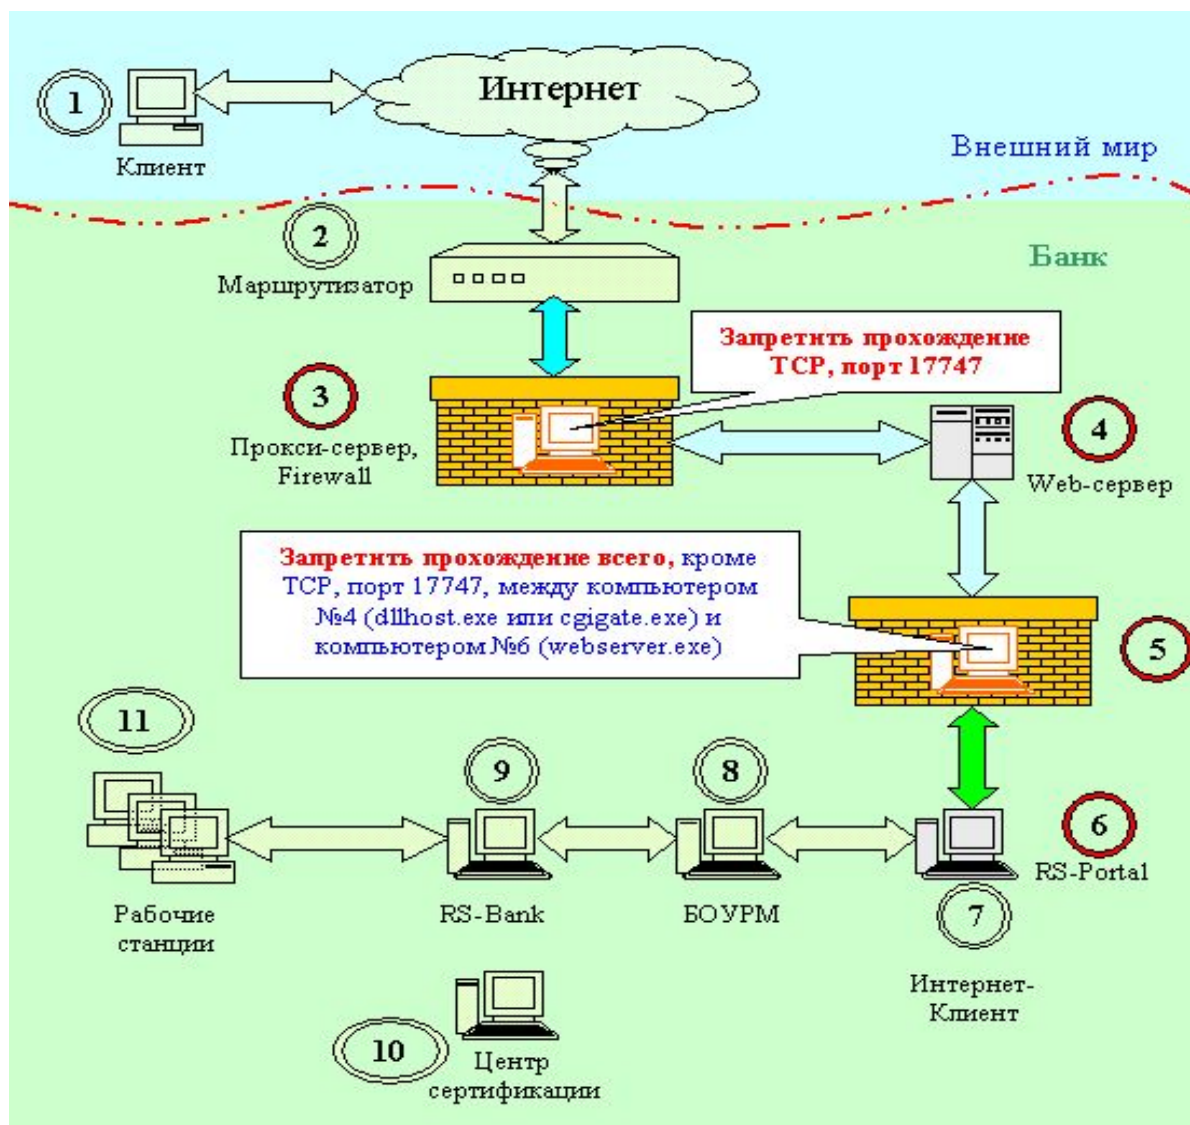 Интернет
1
Клиент
Внешний мир
2
Маршрутизатор
Банк
Запретить прохождение
TCP, порт 17747
3
Прокси-сервер,
Firewall
4
Web-сервер
Запретить прохождение всего, кроме
TCP, порт 17747, между компьютером
№4 (dllhost.exe или cgigate.exe) и
компьютером №6 (webserver.exe)
5
11
9
8
6
RS-Portal
Рабочие
станции
RS-Bank
БОУРМ
7
Интернет-
Клиент
10
Центр
сертификации